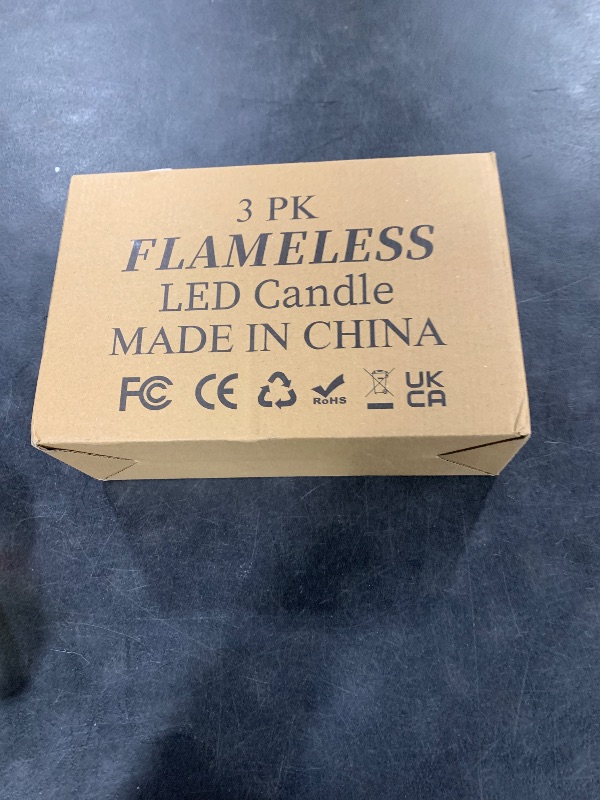 3 PK
FLAMELESS
LED Candle
MADE IN CHINA
FC CE RoHS UK
CA